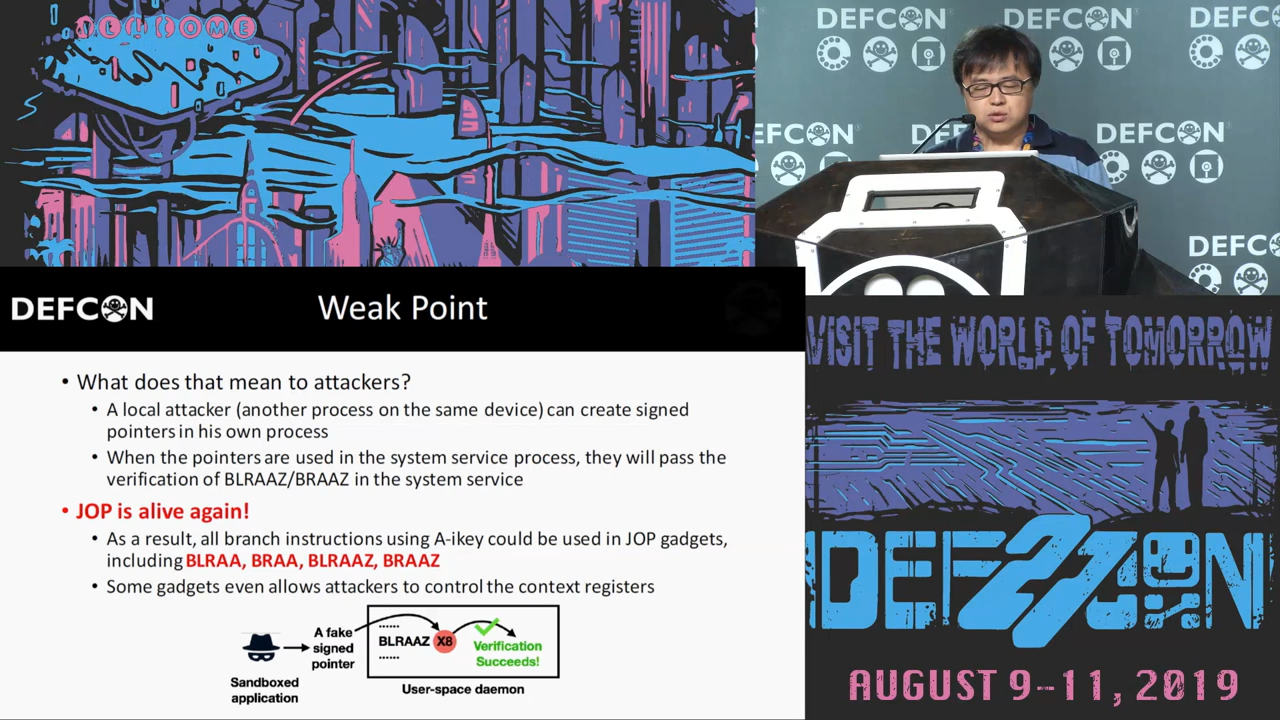 WELCOME
DEFCON DEFCON DEFC
DEFCON DEFCON
DEFCON DEFCON
DEFC
DEFCON
Weak Point
• What does that mean to attackers?
• A local attacker (another process on the same device) can create signed
pointers in his own process
• When the pointers are used in the system service process, they will pass the
verification of BLRAAZ/BRAAZ in the system service
• JOP is alive again!
• As a result, all branch instructions using A-ikey could be used in JOP gadgets,
including BLRAA, BRAA, BLRAAZ, BRAAZ
• Some gadgets even allows attackers to control the context registers
A fake
signed
pointer
Sandboxed
application
......
BLRAAZ X8
......
Verification
Succeeds!
User-space daemon
VISIT THE WORLD OF TOMORROW
DEF27CON
AUGUST 9-11, 2019